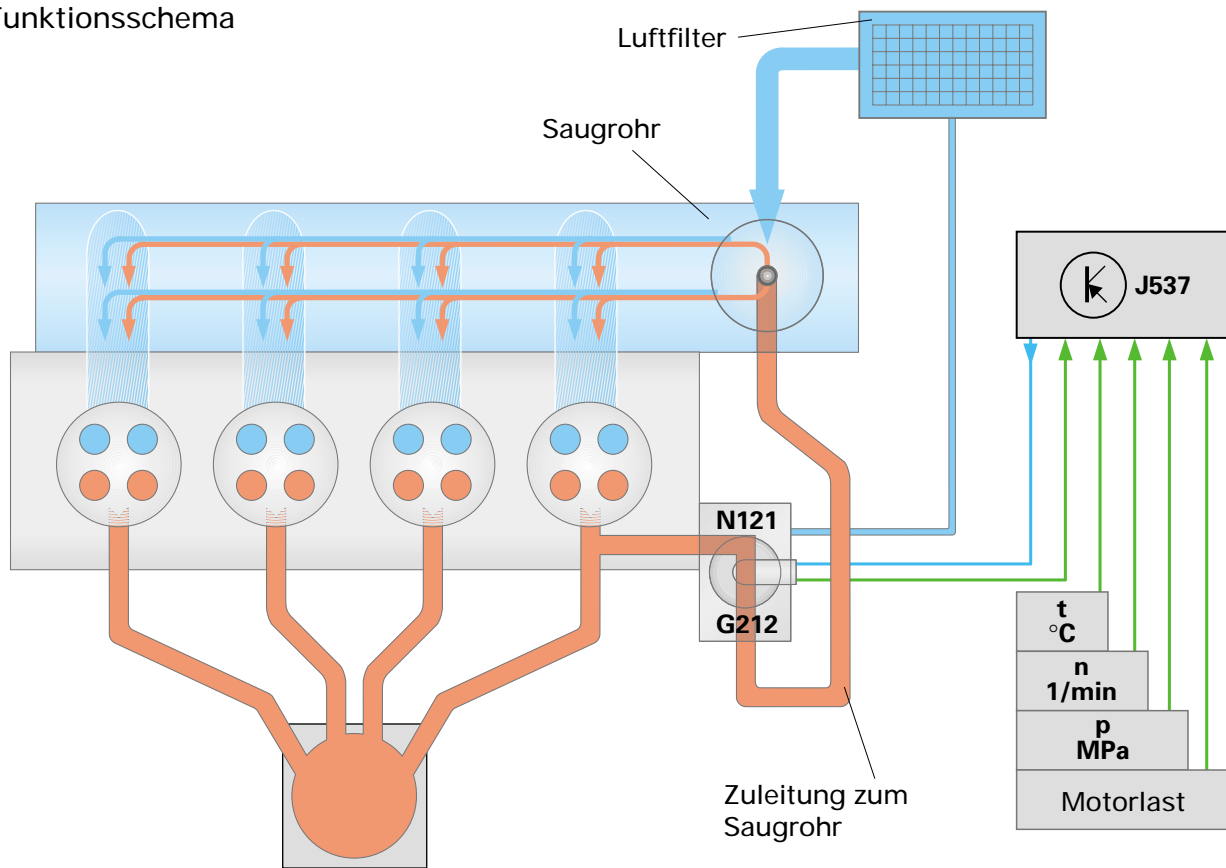 Funktionsschema
Luftfilter
Saugrohr
J537
N121
G212
t
°C
n
1/min
p
MPa
Motorlast
Zuleitung zum
Saugrohr